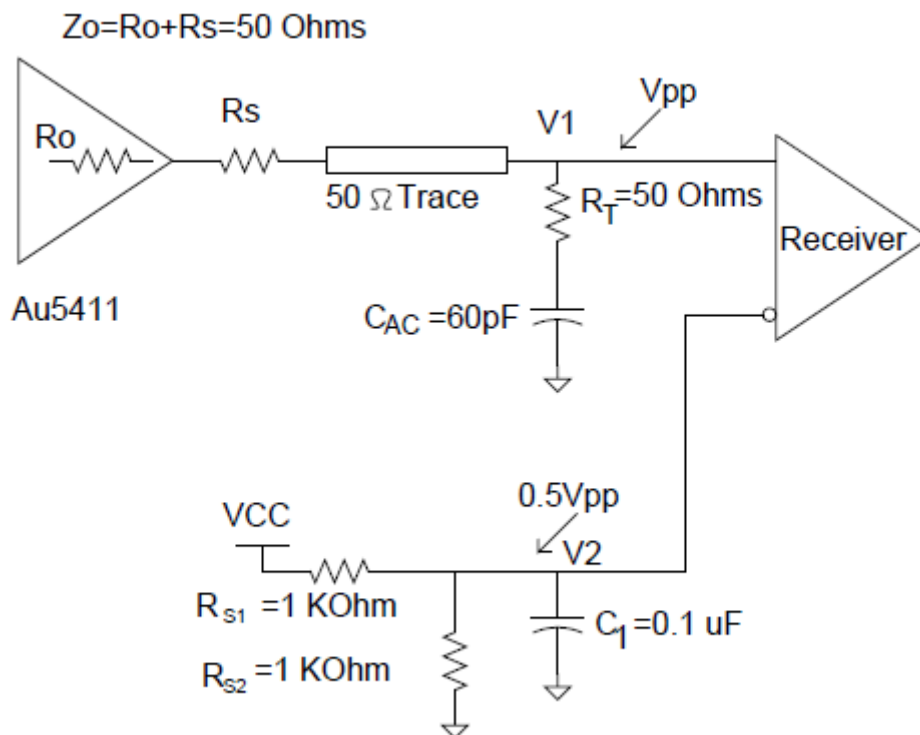 Zo=Ro+Rs=50 Ohms
Ro
Rs
V1
Vpp
50 Ω Trace
RT=50 Ohms
Receiver
Au5411
CAC =60pF
0.5Vpp
VCC
V2
RS1 =1 KOhm
C1=0.1 uF
RS2=1 KOhm